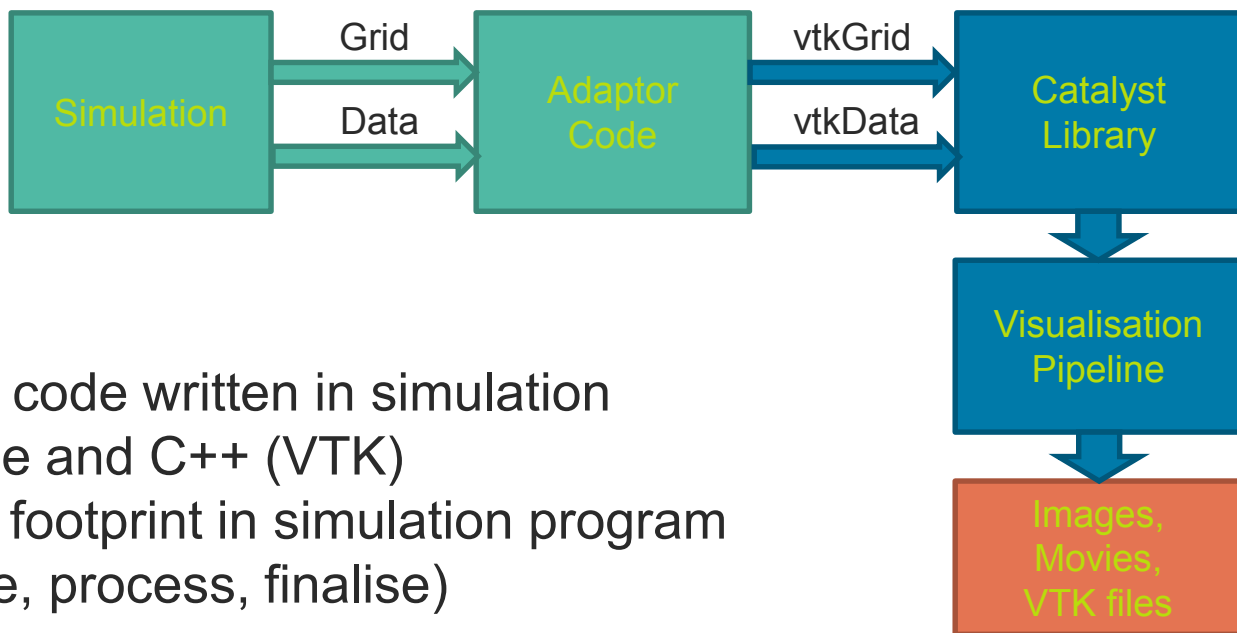 Grid
vtkGrid
Simulation
Adaptor
Code
Catalyst
Library
Data
vtkData
Visualisation
Pipeline
code written in simulation
e and C++ (VTK)
footprint in simulation program
e, process, finalise)
Images,
Movies,
VTK files